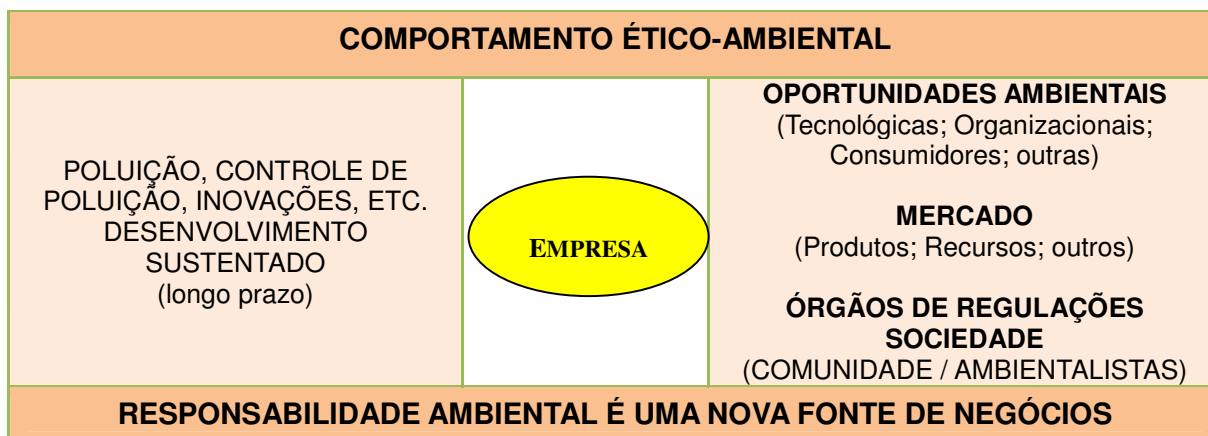 COMPORTAMENTO ÉTICO-AMBIENTAL
POLUIÇÃO, CONTROLE DE
POLUIÇÃO, INOVAÇÕES, ETC.
DESENVOLVIMENTO
SUSTENTADO
(longo prazo)
EMPRESA
OPORTUNIDADES AMBIENTAIS
(Tecnológicas; Organizacionais;
Consumidores; outras)
MERCADO
(Produtos; Recursos; outros)
ÓRGÃOS DE REGULAÇÕES
SOCIEDADE
(COMUNIDADE / AMBIENTALISTAS)
RESPONSABILIDADE AMBIENTAL É UMA NOVA FONTE DE NEGÓCIOS